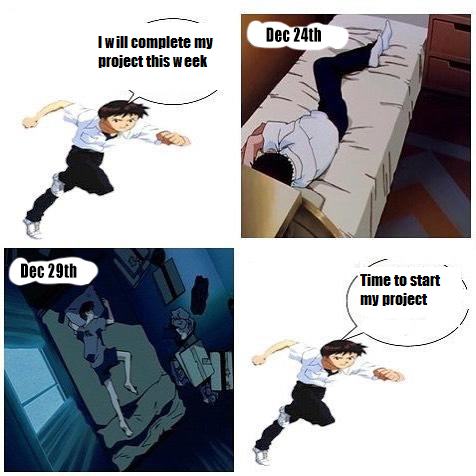 I will complete my
project this week
Dec 24th
Dec 29th
Time to start
my project